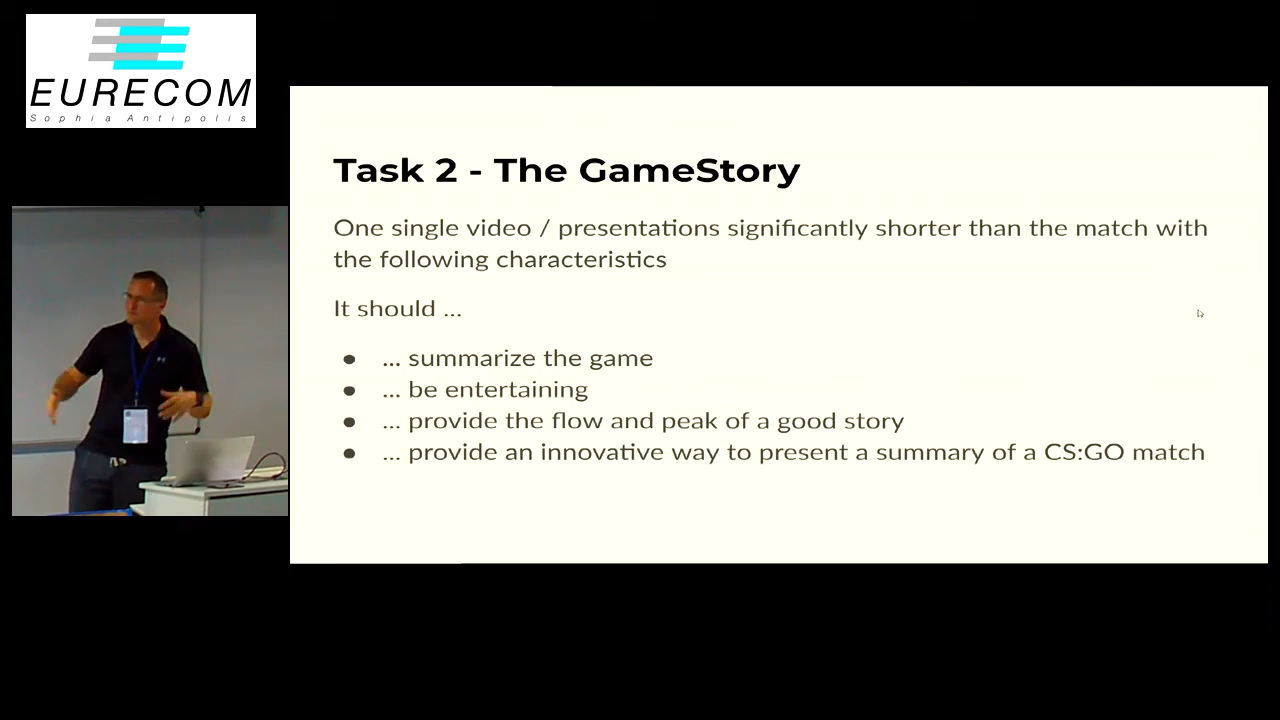 EURECOM
Sophia Antipolis
Task 2 - The GameStory
One single video / presentations significantly shorter than the match with
the following characteristics
It should ...
● ... summarize the game
● ... be entertaining
● ... provide the flow and peak of a good story
● ... provide an innovative way to present a summary of a CS:GO match